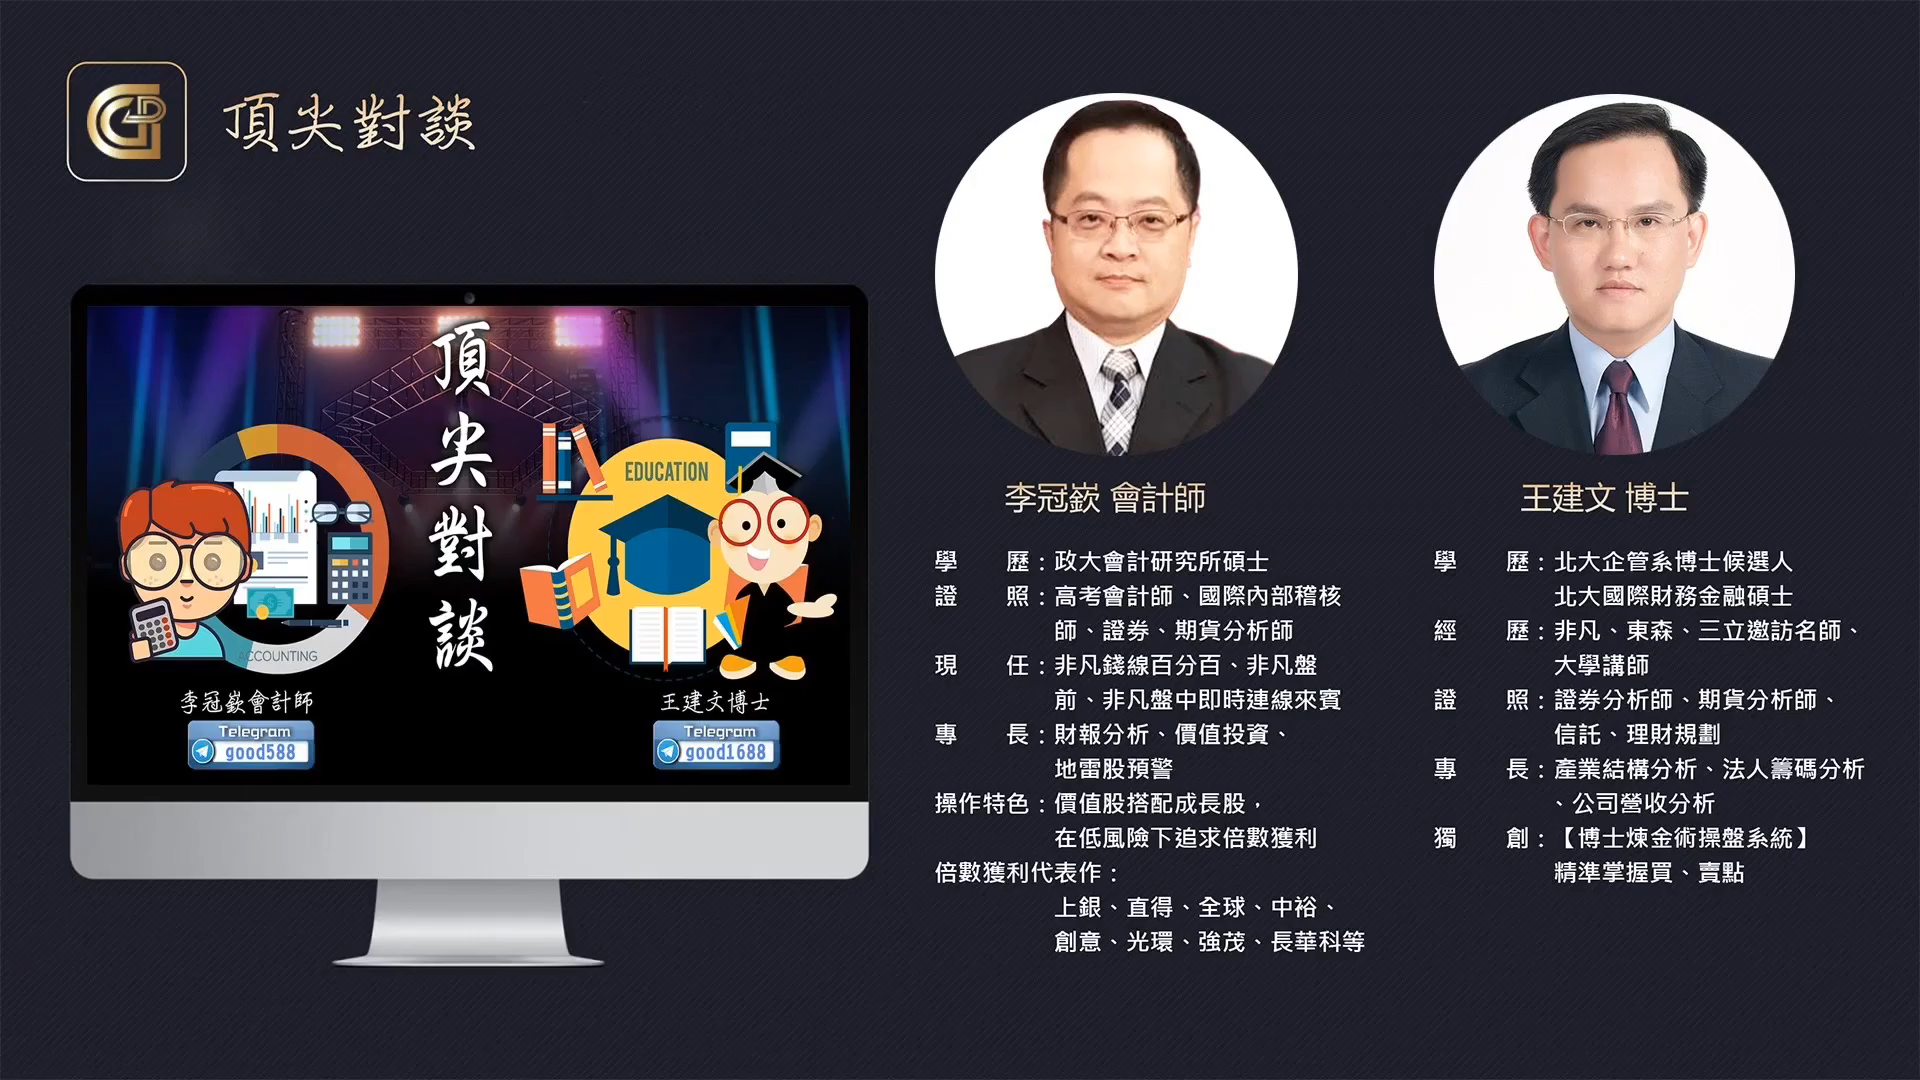 頂尖對談
頂尖對談
EDUCATION
ACCOUNTING
李冠嶔會計師
Telegram
good588
王建文博士
Telegram
good1688
李冠嶔 會計師
學 歷：政大會計研究所碩士
證 照：高考會計師、國際內部稽核
師、證券、期貨分析師
現 任：非凡錢線百分百、非凡盤
前、非凡盤中即時連線來賓
專 長：財報分析、價值投資、
地雷股預警
操作特色：價值股搭配成長股，
在低風險下追求倍數獲利
倍數獲利代表作：
上銀、直得、全球、中裕、
創意、光環、強茂、長華科等
王建文 博士
學 歷：北大企管系博士候選人
北大國際財務金融碩士
經 歷：非凡、東森、三立邀訪名師、
大學講師
證 照：證券分析師、期貨分析師、
信託、理財規劃
專 長：產業結構分析、法人籌碼分析
、公司營收分析
獨 創：【博士煉金術操盤系統】
精準掌握買、賣點